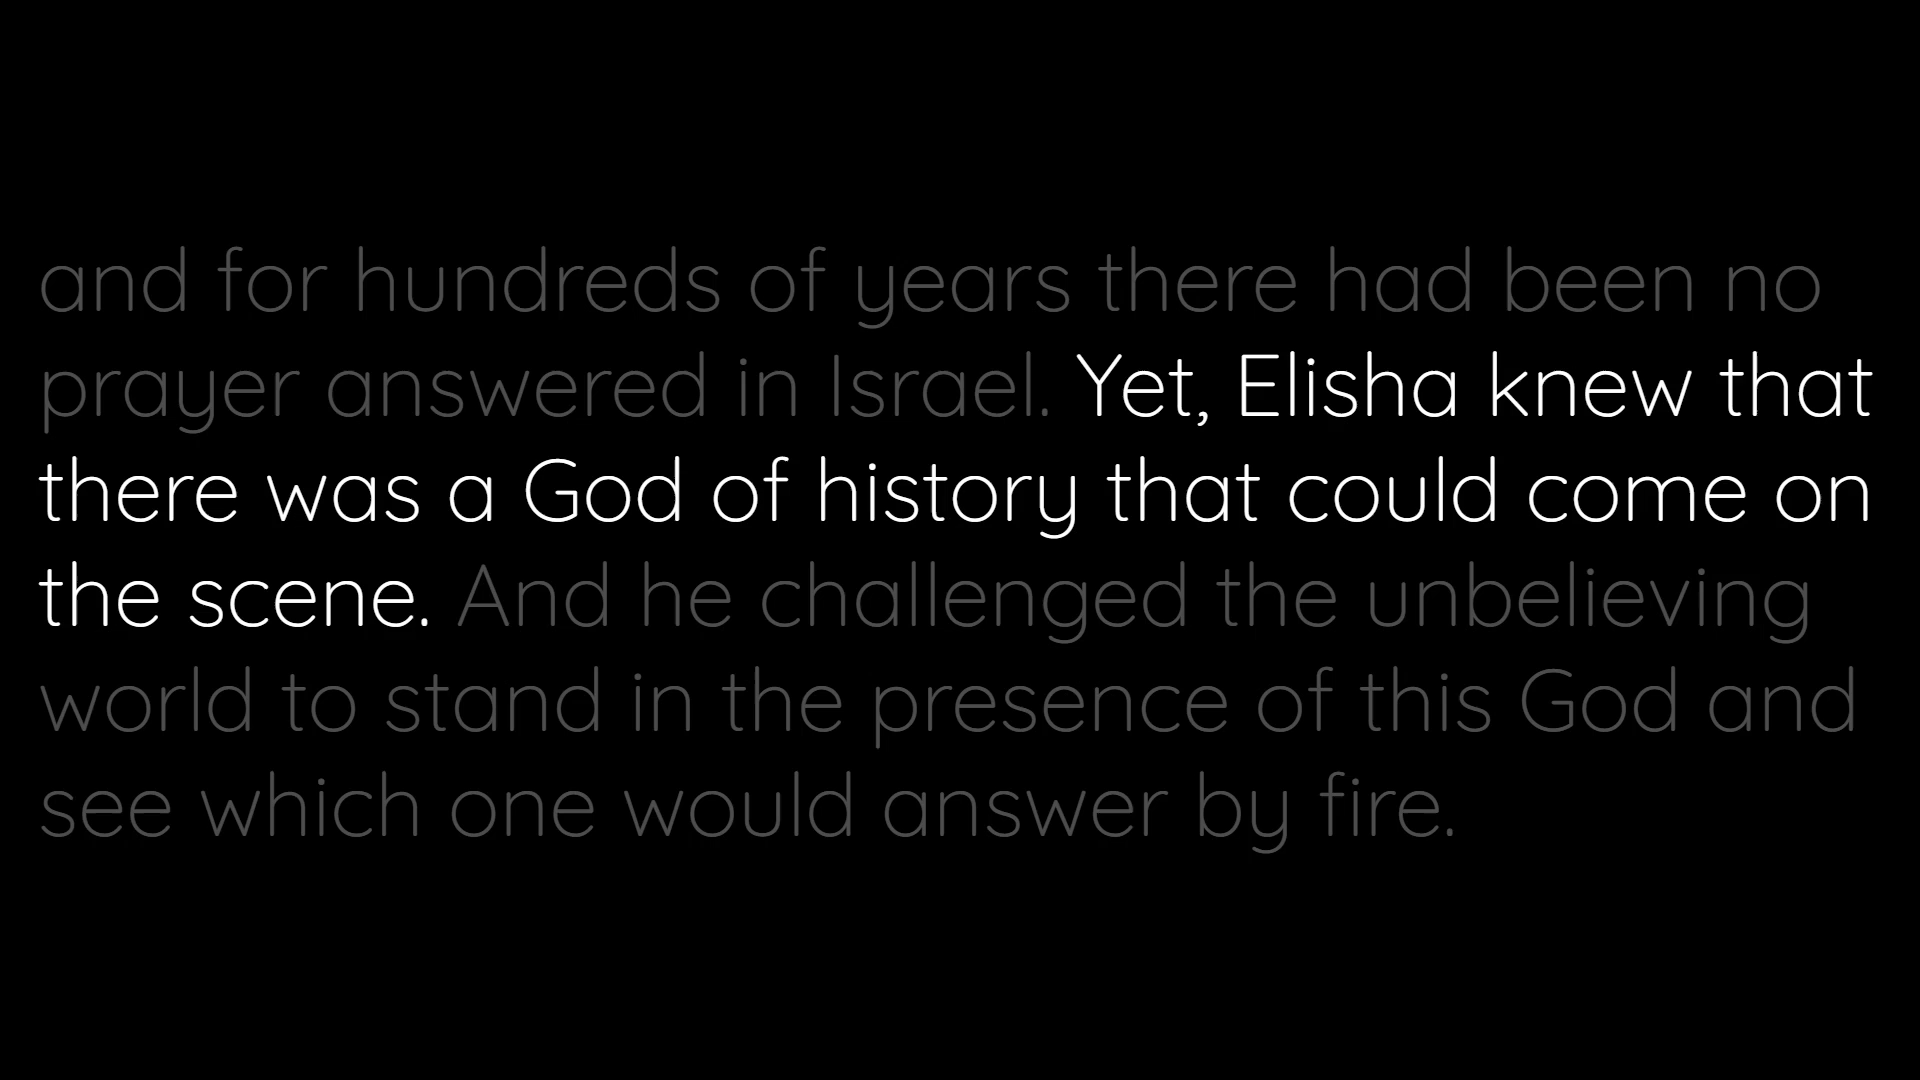 and for hundreds of years there had been no
prayer answered in Israel. Yet, Elisha knew that
there was a God of history that could come on
the scene. And he challenged the unbelieving
world to stand in the presence of this God and
see which one would answer by fire.